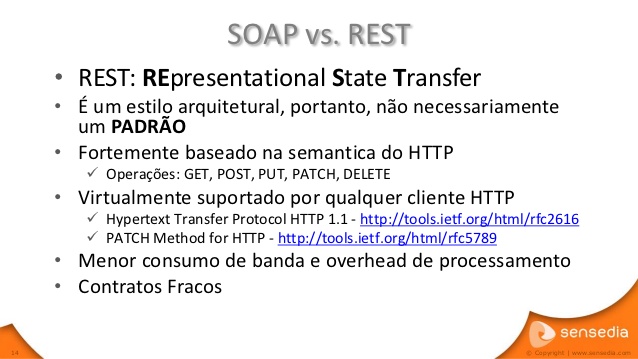 SOAP vs. REST
• REST: REpresentational State Transfer
• É um estilo arquitetural, portanto, não necessariamente
um PADRÃO
• Fortemente baseado na semantica do HTTP
✓ Operações: GET, POST, PUT, PATCH, DELETE
• Virtualmente suportado por qualquer cliente HTTP
✓ Hypertext Transfer Protocol HTTP 1.1 - http://tools.ietf.org/html/rfc2616
✓ PATCH Method for HTTP - http://tools.ietf.org/html/rfc5789
• Menor consumo de banda e overhead de processamento
• Contratos Fracos
sensedia
14
© Copyright | www.sensedia.com